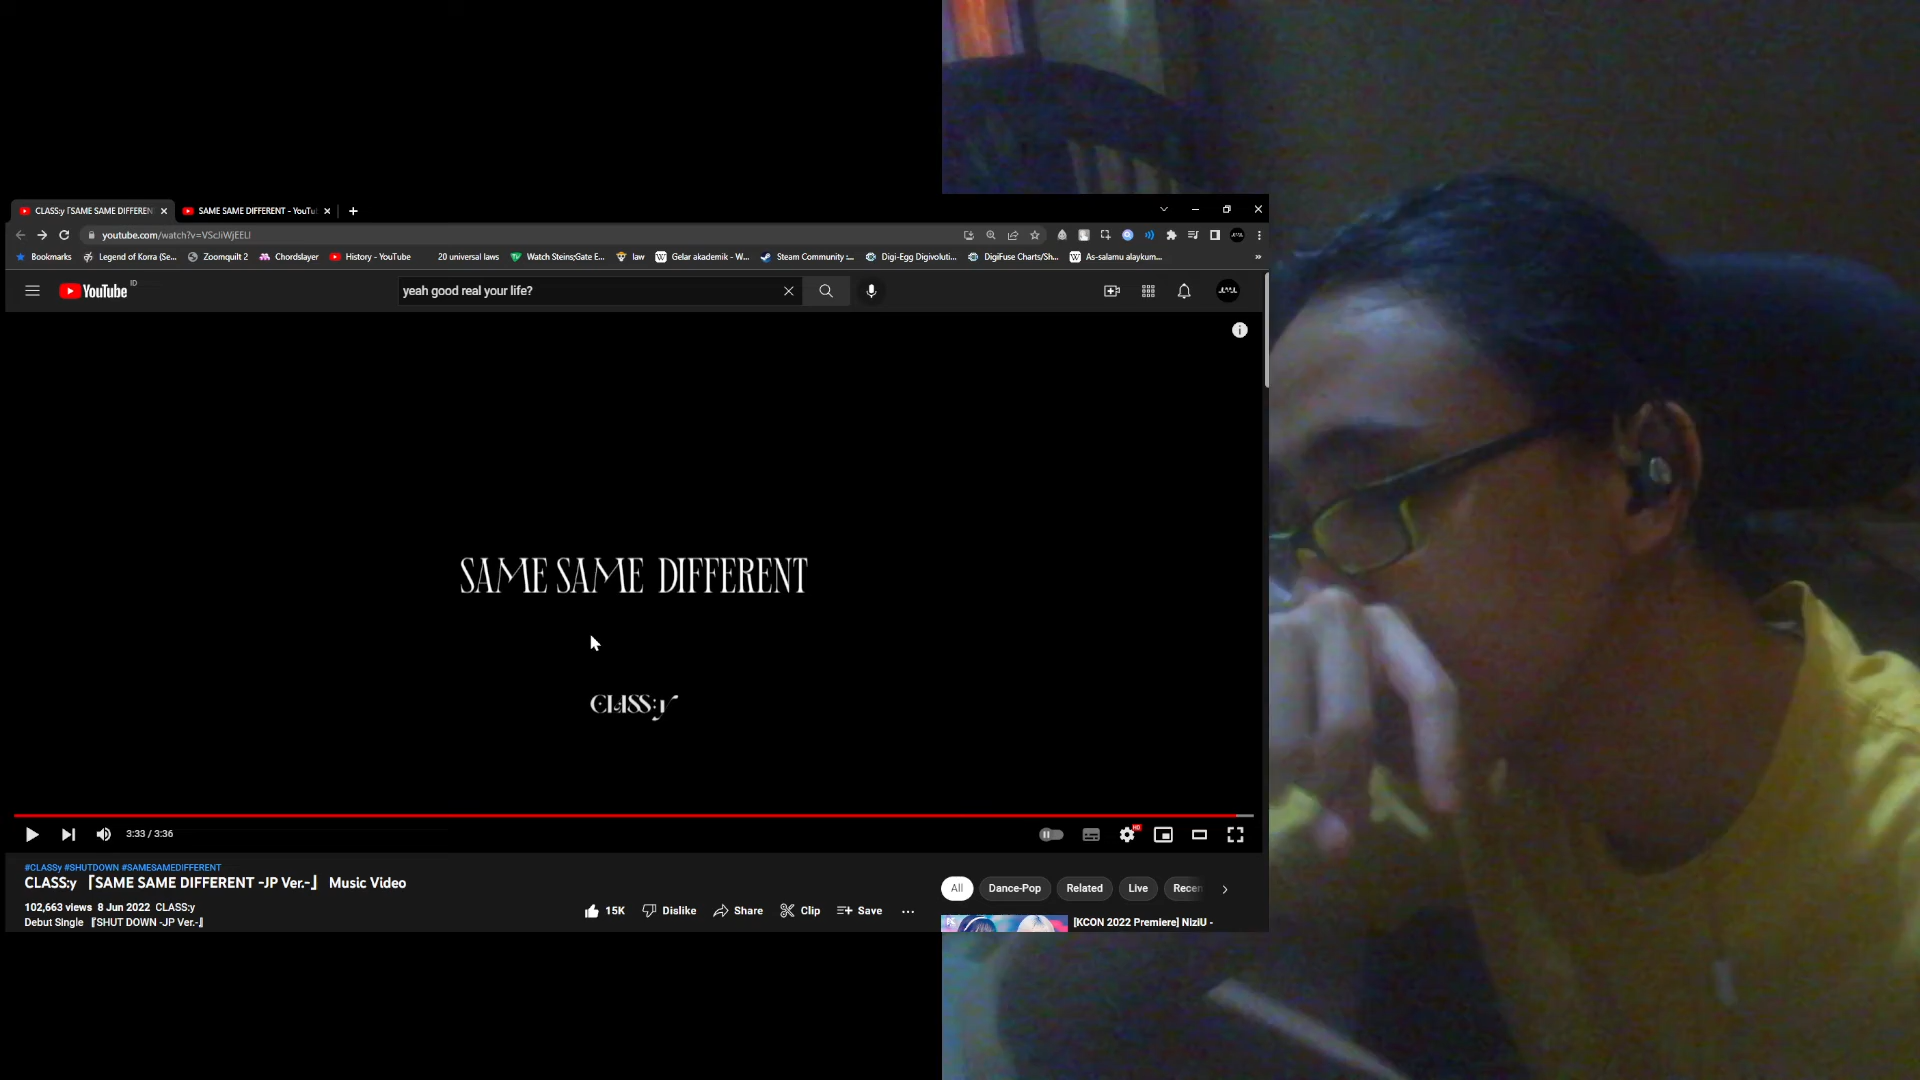 CLASS:y 「SAME SAME DIFFEREN
SAME SAME DIFFERENT - YouTu
youtube.com/watch?v=VScJiWjEELI
Bookmarks
Legend of Korra (Se...
Zoomquilt 2
Chordslayer
History - YouTube
20 universal laws
Watch Steins;Gate E...
law
Gelar akademik - W...
Steam Community :...
Digi-Egg Digivoluti...
DigiFuse Charts/Sh...
As-salamu alaykum...
YouTube ID
yeah good real your life?
SAME SAME DIFFERENT
CLASS:y
3:33 / 3:36
HD
#CLASSy #SHUTDOWN #SAMESAMEDIFFERENT
CLASS:y 『SAME SAME DIFFERENT -JP Ver.-』 Music Video
102,663 views 8 Jun 2022 CLASS:y
Debut Single 『SHUT DOWN -JP Ver.-』
15K
Dislike
Share
Clip
Save
All
Dance-Pop
Related
Live
Recen
[KCON 2022 Premiere] NiziU -